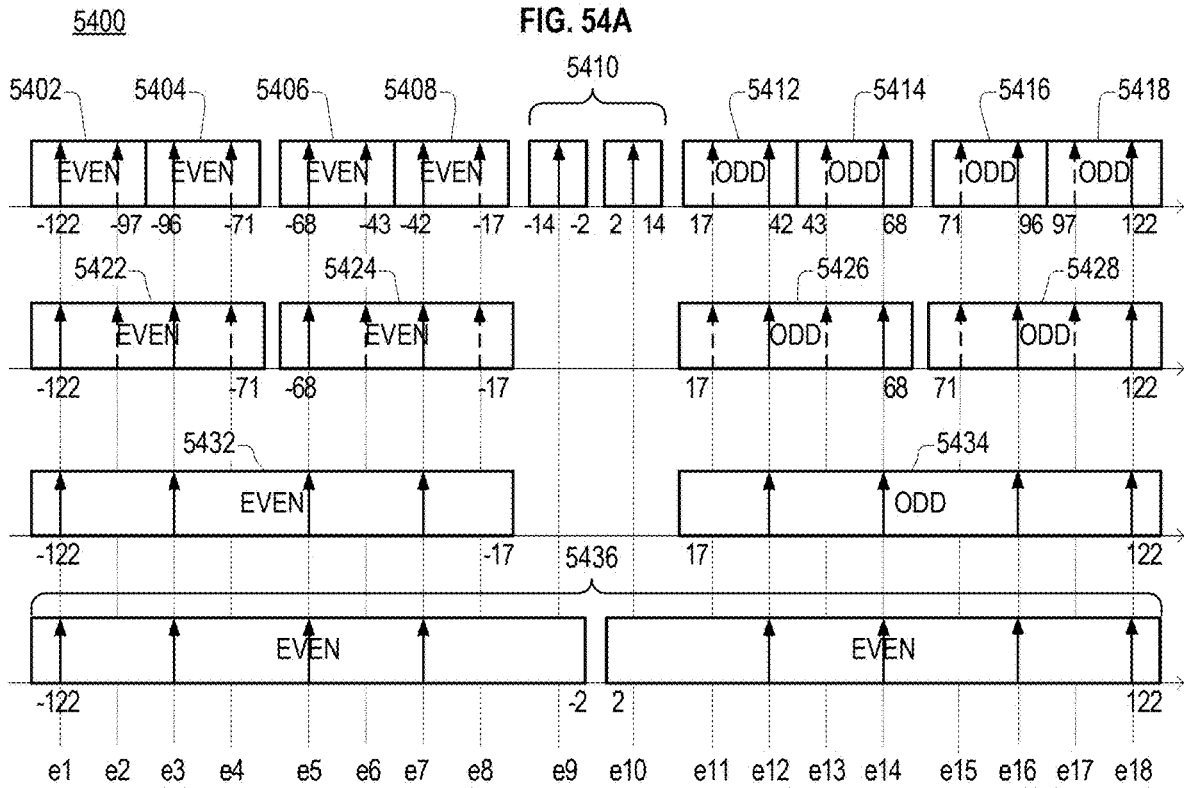 5400
FIG. 54A
5410
5402 5404 5406 5408 5412 5414 5416 5418
EVEN EVEN EVEN EVEN ODD ODD ODD ODD
-122 -97 -96 -71 -68 -43 -42 -17 -14 -2 2 14 17 42 43 68 71 96 97 122
5422 5424 5426 5428
EVEN EVEN ODD ODD
-122 -71 -68 -17 17 68 71 122
5432 5434
EVEN ODD
-122 -17 17 122
5436
EVEN EVEN
-122 -2 2 122
e1 e2 e3 e4 e5 e6 e7 e8 e9 e10 e11 e12 e13 e14 e15 e16 e17 e18